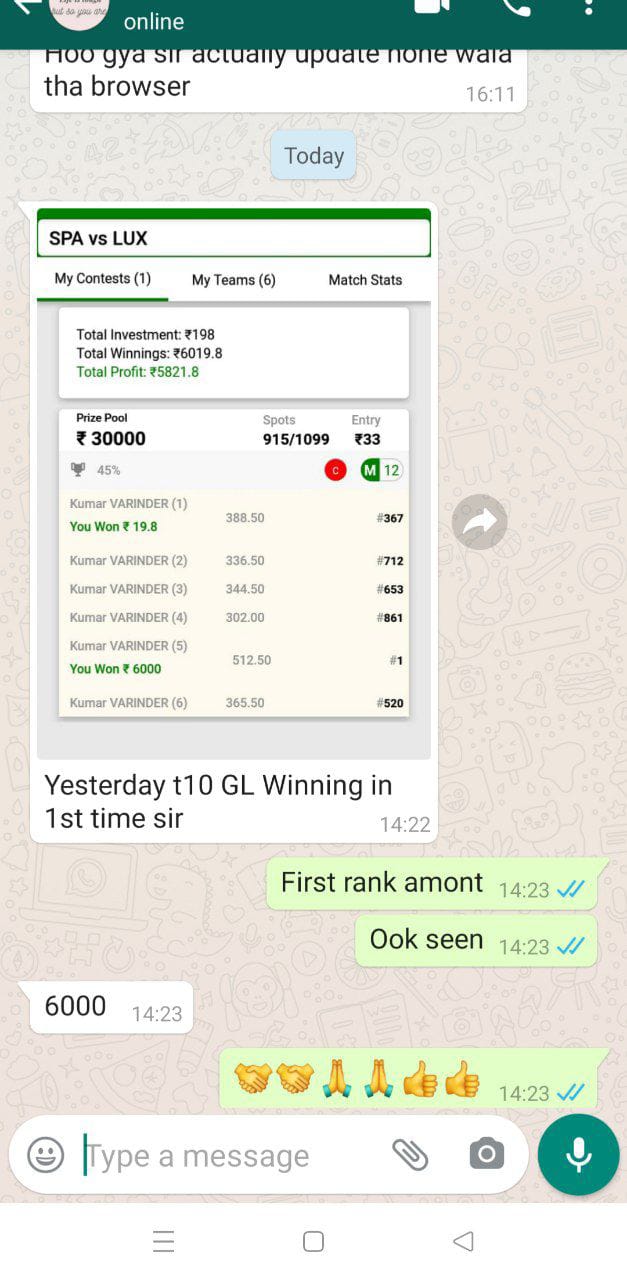 but so you are
online
Hoo gya sir actually update hone wala
tha browser
16:11
Today
SPA vs LUX
My Contests (1) My Teams (6) Match Stats
Total Investment: ₹198
Total Winnings: ₹6019.8
Total Profit: ₹5821.8
Prize Pool Spots Entry
₹ 30000 915/1099 ₹33
45% C M 12
Kumar VARINDER (1)
You Won ₹ 19.8 388.50 #367
Kumar VARINDER (2) 336.50 #712
Kumar VARINDER (3) 344.50 #653
Kumar VARINDER (4) 302.00 #861
Kumar VARINDER (5)
You Won ₹ 6000 512.50 #1
Kumar VARINDER (6) 365.50 #520
Yesterday t10 GL Winning in
1st time sir
14:22
First rank amont 14:23
Ook seen 14:23
6000 14:23
🤝🤝🙏🙏👍👍 14:23
Type a message